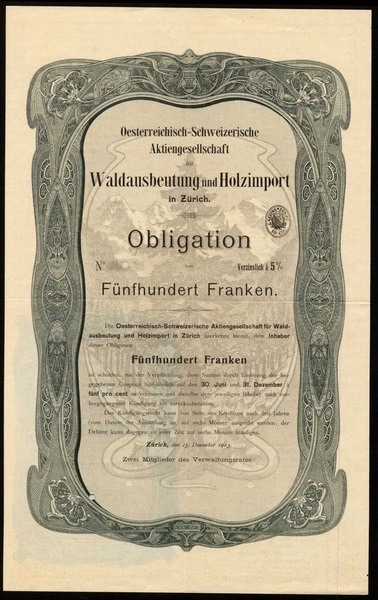 Oesterreichisch-Schweizerische
Aktiengesellschaft
für
Waldausbeutung und Holzimport
in Zürich.
Obligation
No von Verzinslich à 5%
Fünfhundert Franken.
Die Oesterreichisch-Schweizerische Aktiengesellschaft für Wald-
ausbeutung und Holzimport in Zürich anerkennt hiemit, dem Inhaber
dieser Obligation
Fünfhundert Franken
zu schulden, mit der Verpflichtung, diese Summe durch Einlösung der bei-
gegebenen Coupons halbjährlich auf den 30. Juni und 31. Dezember à
fünf pro cent zu verzinsen und dieselbe dem jeweiligen Inhaber nach vor-
hergegangener Kündigung zurückzubezahlen.
Das Kündigungsrecht kann von Seite des Kreditors nach drei Jahren
(vom Datum der Ausstellung an) auf sechs Monate ausgeübt werden; der
Debitor kann dagegen zu jeder Zeit auf sechs Monate kündigen.
Zürich, den 15. Dezember 1903.
Zwei Mitglieder des Verwaltungsrates: